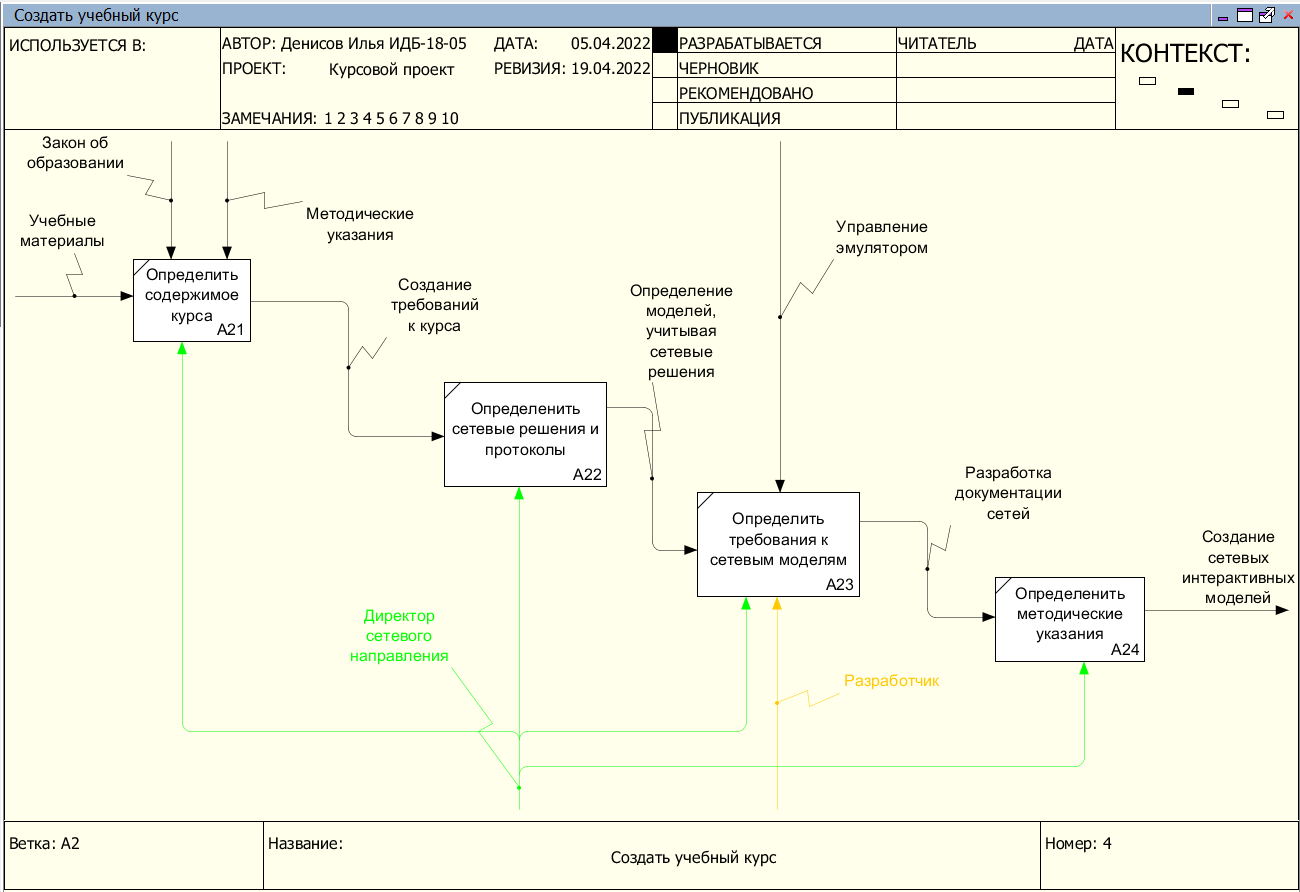 Создать учебный курс
ИСПОЛЬЗУЕТСЯ В:
АВТОР: Денисов Илья ИДБ-18-05
ДАТА: 05.04.2022
ПРОЕКТ: Курсовой проект
РЕВИЗИЯ: 19.04.2022
ЗАМЕЧАНИЯ: 1 2 3 4 5 6 7 8 9 10
РАЗРАБАТЫВАЕТСЯ
ЧЕРНОВИК
РЕКОМЕНДОВАНО
ПУБЛИКАЦИЯ
ЧИТАТЕЛЬ
ДАТА
КОНТЕКСТ:
Закон об
образовании
Методические
указания
Учебные
материалы
Определить
содержимое
курса
A21
Создание
требований
к курса
Управление
эмулятором
Определение
моделей,
учитывая
сетевые
решения
Определенить
сетевые решения и
протоколы
A22
Определить
требования к
сетевым моделям
A23
Разработка
документации
сетей
Определенить
методические
указания
A24
Создание
сетевых
интерактивных
моделей
Директор
сетевого
направления
Разработчик
Ветка: A2
Название:
Создать учебный курс
Номер: 4